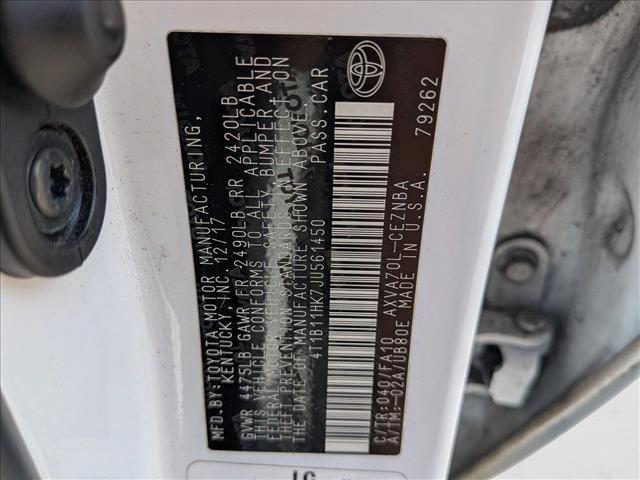 MFD.BY:TOYOTA MOTOR MANUFACTURING,
KENTUCKY, INC. 12/17
GVWR 4475LB GAWR FR 2490LB RR 2420LB
THIS VEHICLE CONFORMS TO ALL APPLICABLE
FEDERAL MOTOR VEHICLE SAFETY, BUMPER AND
THEFT PREVENTION STANDARDS IN EFFECT ON
THE DATE OF MANUFACTURE SHOWN ABOVE.
4T1B11HK7JU561450 PASS.CAR
C/TR:040/FA10 AXVA70L-CEZNBA
A/TM:-02A/UB80E MADE IN U.S.A.
79262